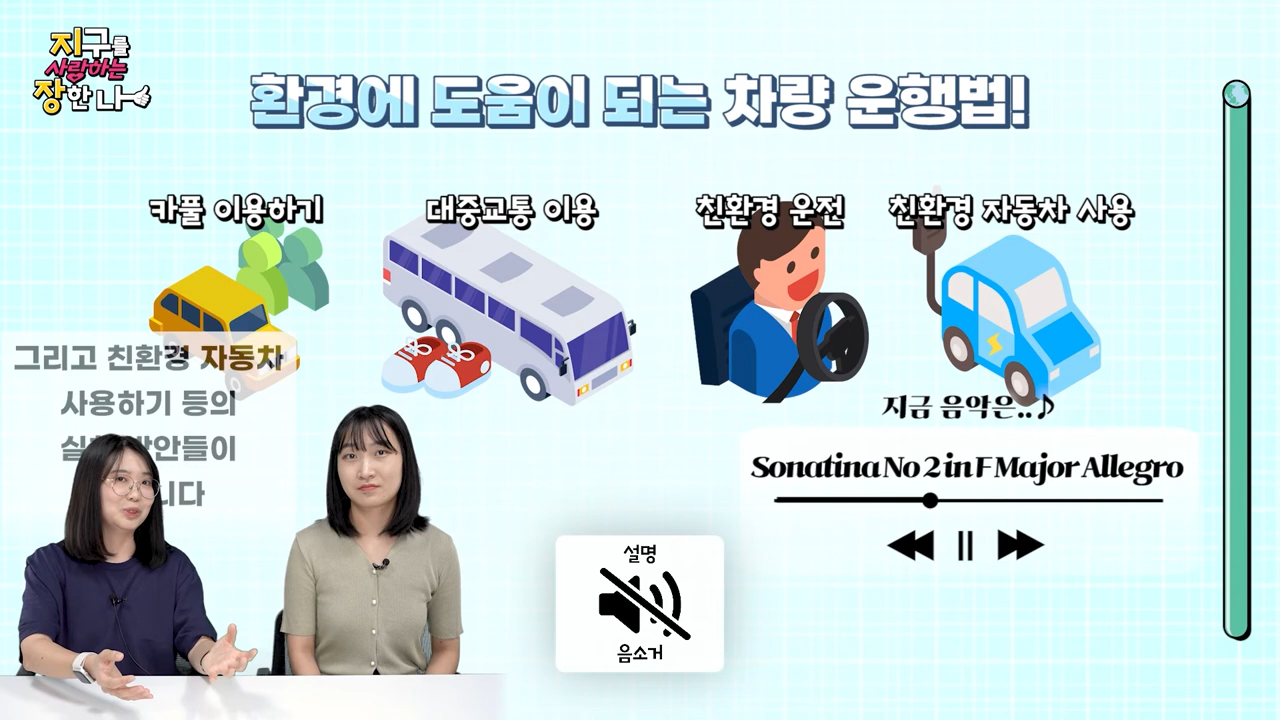 지구를
사랑하는
장한 나
환경에 도움이 되는 차량 운행법!
카풀 이용하기
대중교통 이용
친환경 운전
친환경 자동차 사용
그리고 친환경 자동차
사용하기 등의
방안들이
니다
지금 음악은..♪
Sonatina No 2 in F Major Allegro
설명
음소거